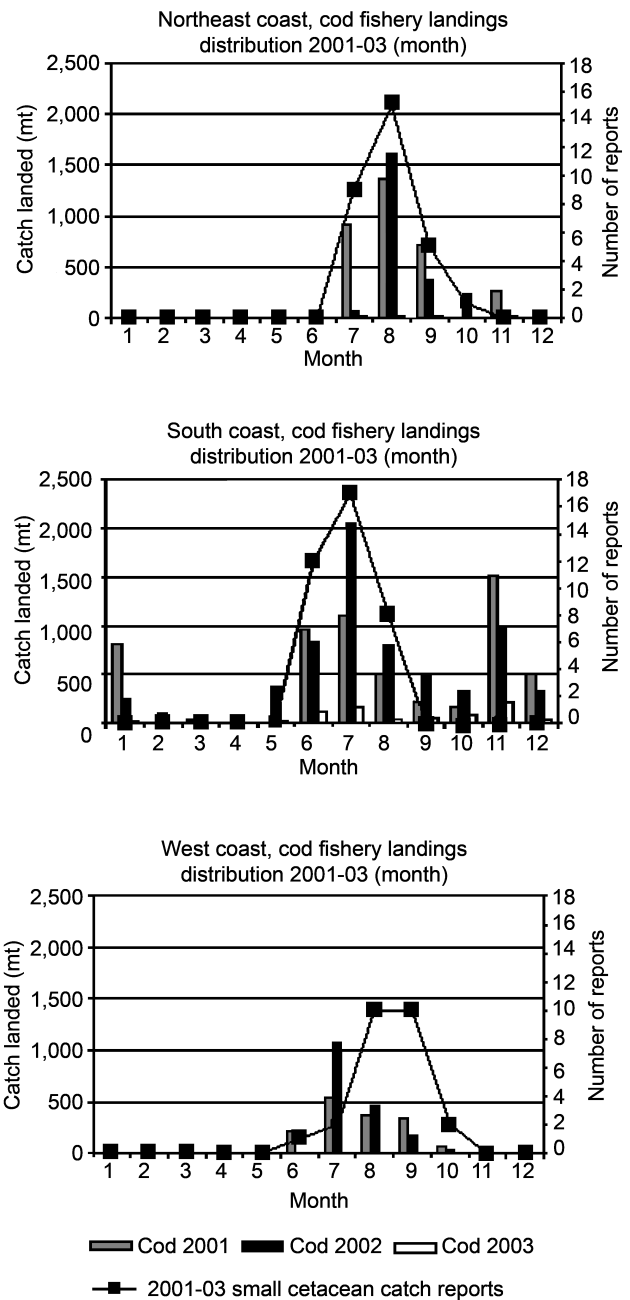 Northeast coast, cod fishery landings
distribution 2001-03 (month)
2,500
2,000
1,500
1,000
500
0
Catch landed (mt)
18
16
14
12
10
8
6
4
2
0
Number of reports
1 2 3 4 5 6 7 8 9 10 11 12
Month
South coast, cod fishery landings
distribution 2001-03 (month)
2,500
2,000
1,500
1,000
500
0
Catch landed (mt)
18
16
14
12
10
8
6
4
2
0
Number of reports
1 2 3 4 5 6 7 8 9 10 11 12
Month
West coast, cod fishery landings
distribution 2001-03 (month)
2,500
2,000
1,500
1,000
500
0
Catch landed (mt)
18
16
14
12
10
8
6
4
2
0
Number of reports
1 2 3 4 5 6 7 8 9 10 11 12
Month
Cod 2001 Cod 2002 Cod 2003
2001-03 small cetacean catch reports